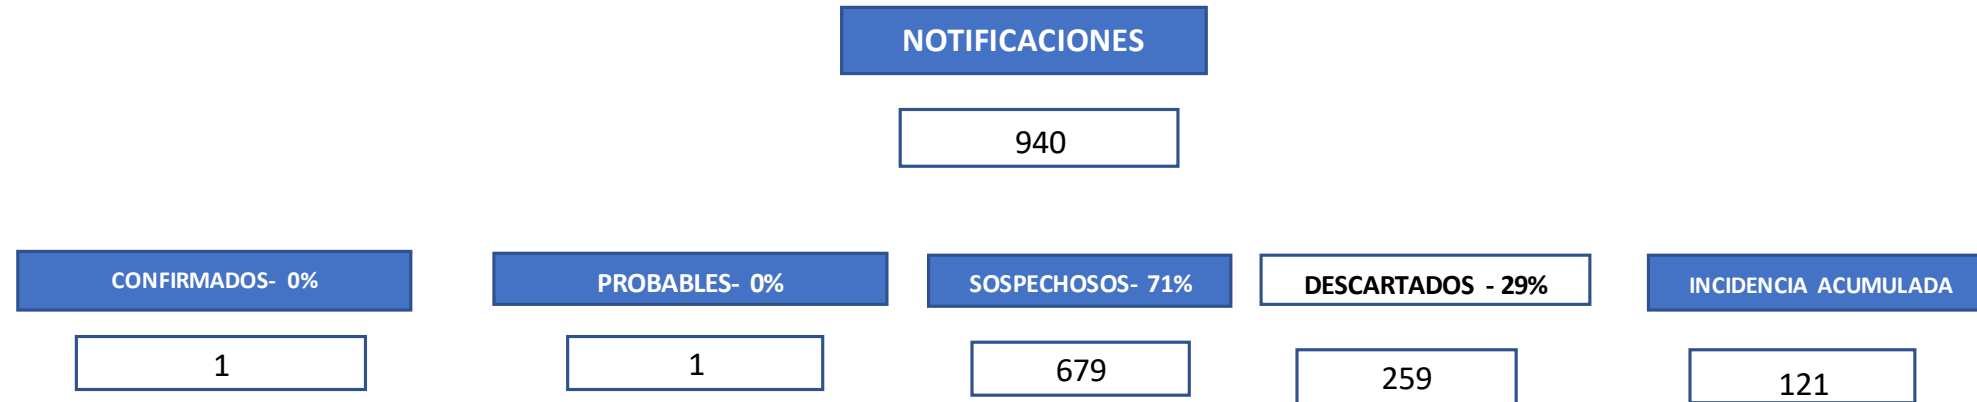 NOTIFICACIONES
940
CONFIRMADOS- 0%
PROBABLES- 0%
SOSPECHOSOS- 71%
DESCARTADOS - 29%
INCIDENCIA ACUMULADA
1
1
679
259
121